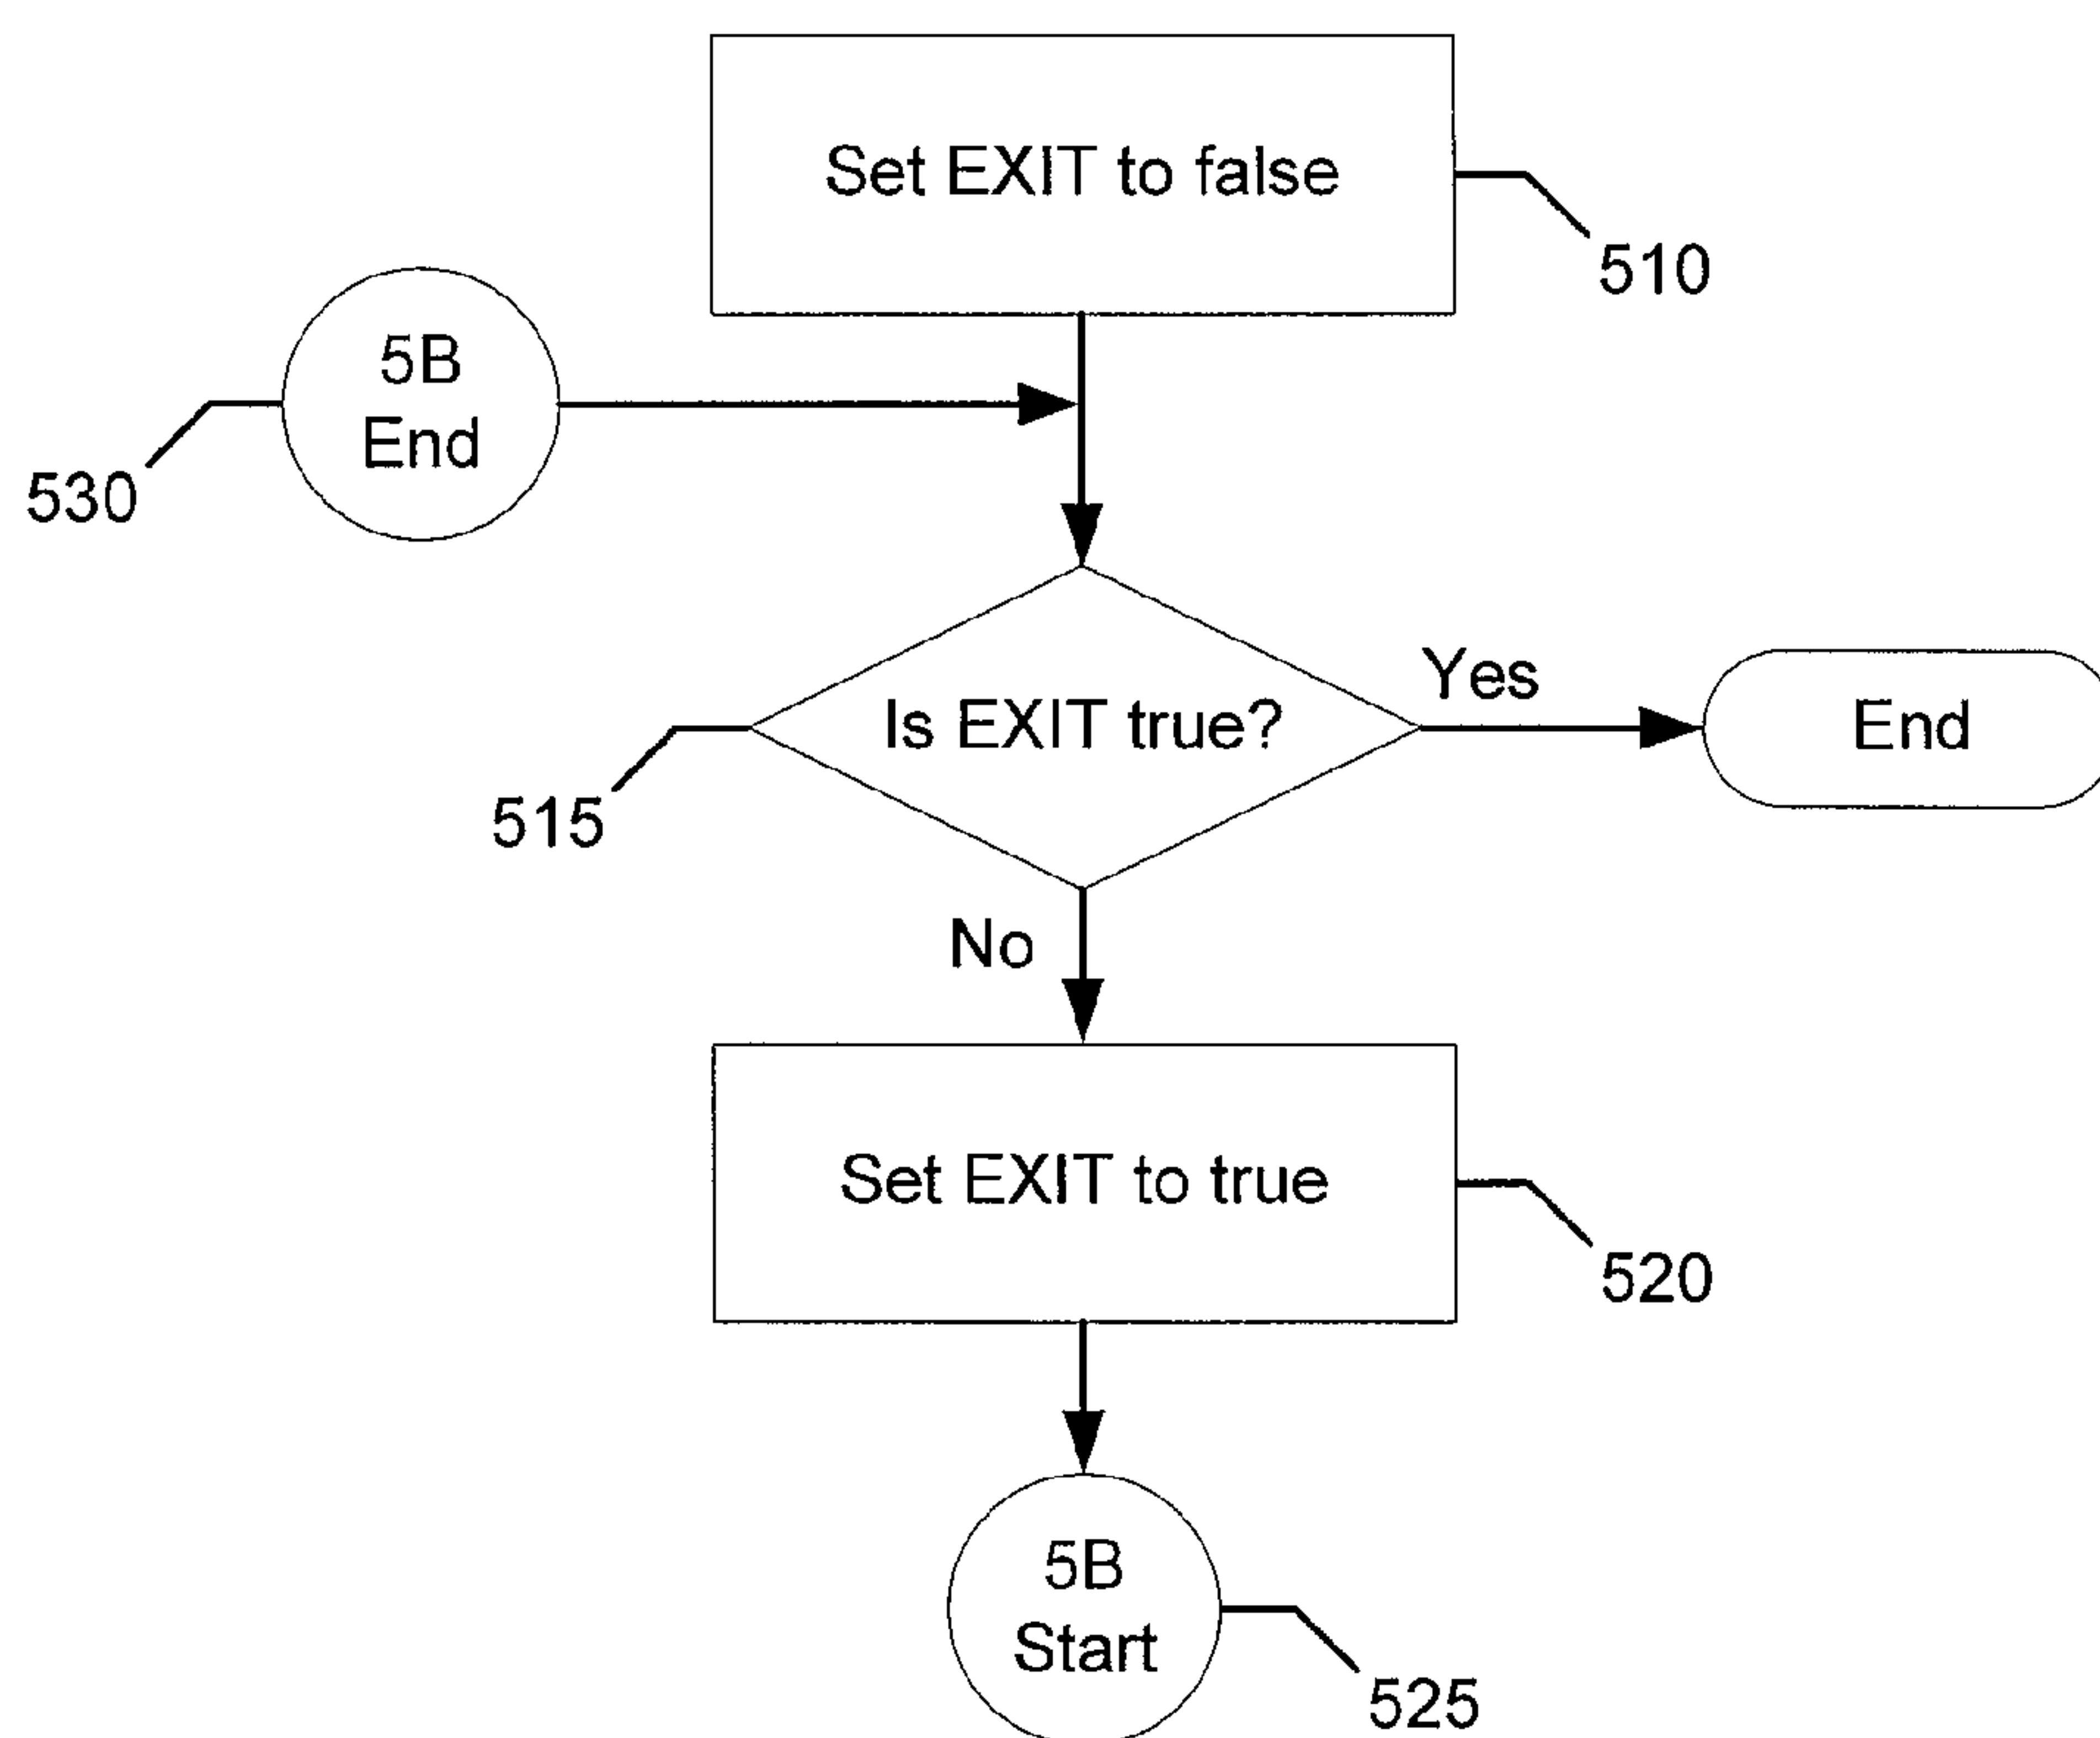 Set EXIT to false
510
5B
End
530
Is EXIT true?
Yes
End
515
No
Set EXIT to true
520
5B
Start
525